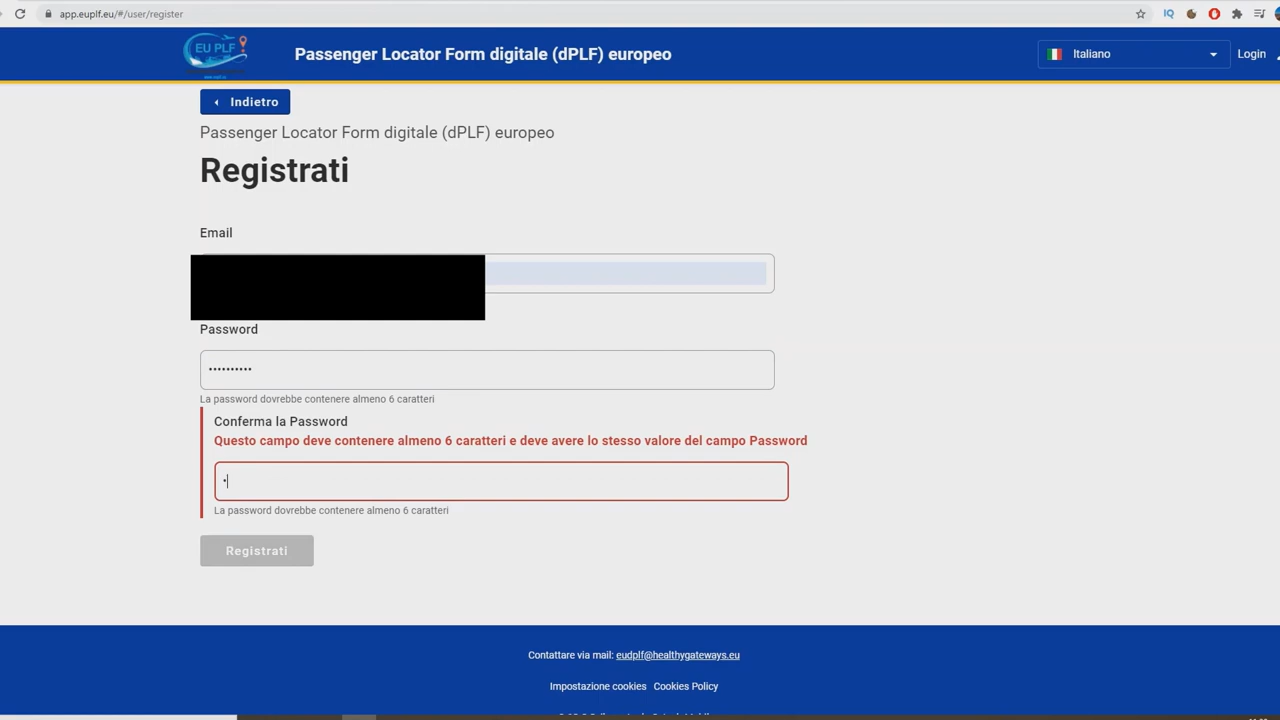 app.euplf.eu/#/user/register
EU PLF
Passenger Locator Form digitale (dPLF) europeo
Italiano
Login
Indietro
Passenger Locator Form digitale (dPLF) europeo
Registrati
Email
Password
••••••••••
La password dovrebbe contenere almeno 6 caratteri
Conferma la Password
Questo campo deve contenere almeno 6 caratteri e deve avere lo stesso valore del campo Password
•
La password dovrebbe contenere almeno 6 caratteri
Registrati
Contattare via mail: eudplf@healthygateways.eu
Impostazione cookies Cookies Policy